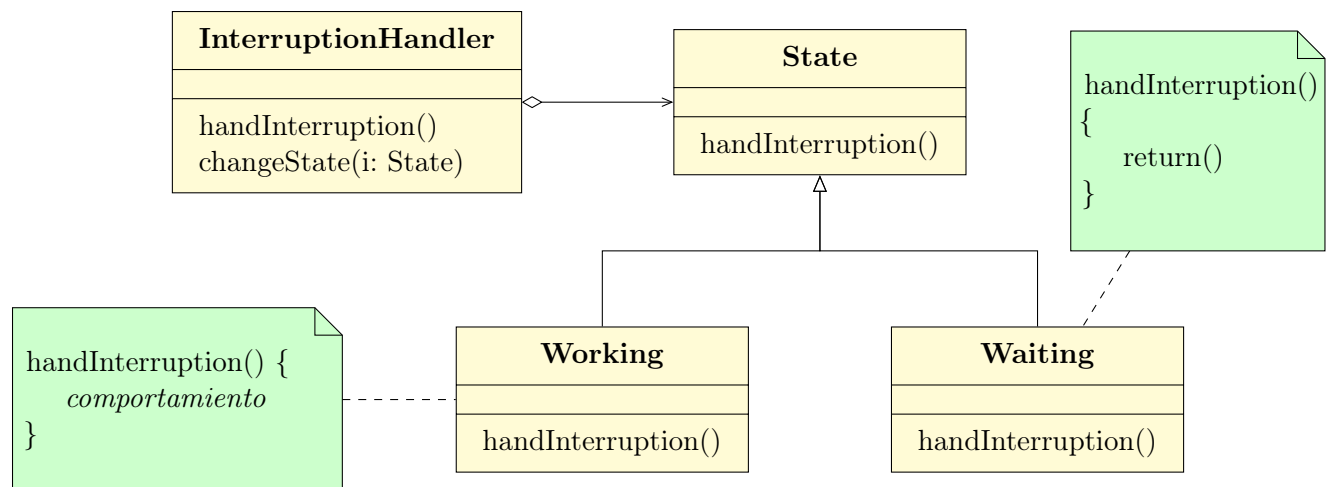 InterruptionHandler
handInterruption()
changeState(i: State)
State
handInterruption()
handInterruption()
{
return()
}
handInterruption() {
comportamiento
}
Working
handInterruption()
Waiting
handInterruption()